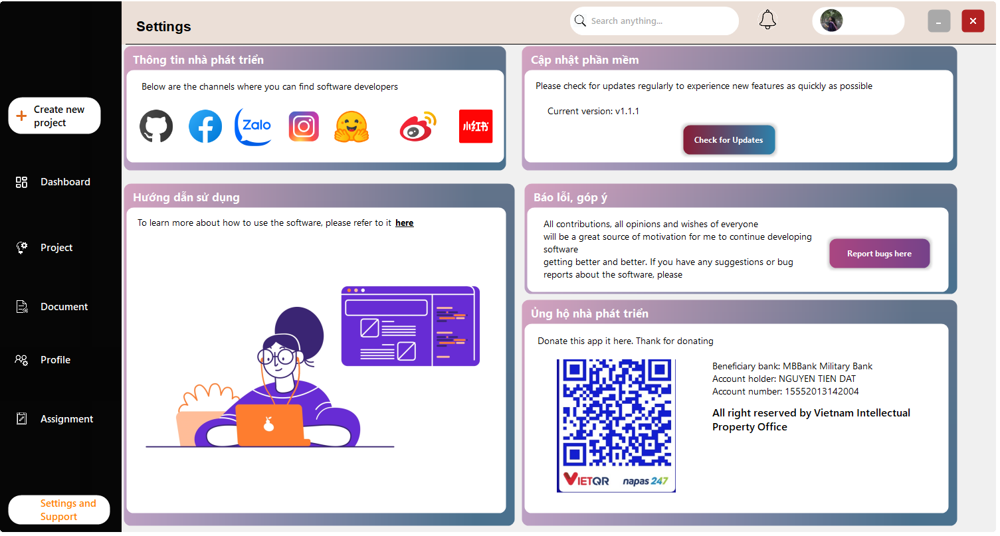 Settings
Search anything...
Create new
project
Dashboard
Project
Document
Profile
Assignment
Settings and
Support
Thông tin nhà phát triển
Below are the channels where you can find software developers
Zalo
小红书
Cập nhật phần mềm
Please check for updates regularly to experience new features as quickly as possible
Current version: v1.1.1
Check for Updates
Hướng dẫn sử dụng
To learn more about how to use the software, please refer to it here
Báo lỗi, góp ý
All contributions, all opinions and wishes of everyone
will be a great source of motivation for me to continue developing
software
getting better and better. If you have any suggestions or bug
reports about the software, please
Report bugs here
Ủng hộ nhà phát triển
Donate this app it here. Thank for donating
VIETQR napas 247
Beneficiary bank: MBBank Military Bank
Account holder: NGUYEN TIEN DAT
Account number: 15552013142004
All right reserved by Vietnam Intellectual
Property Office